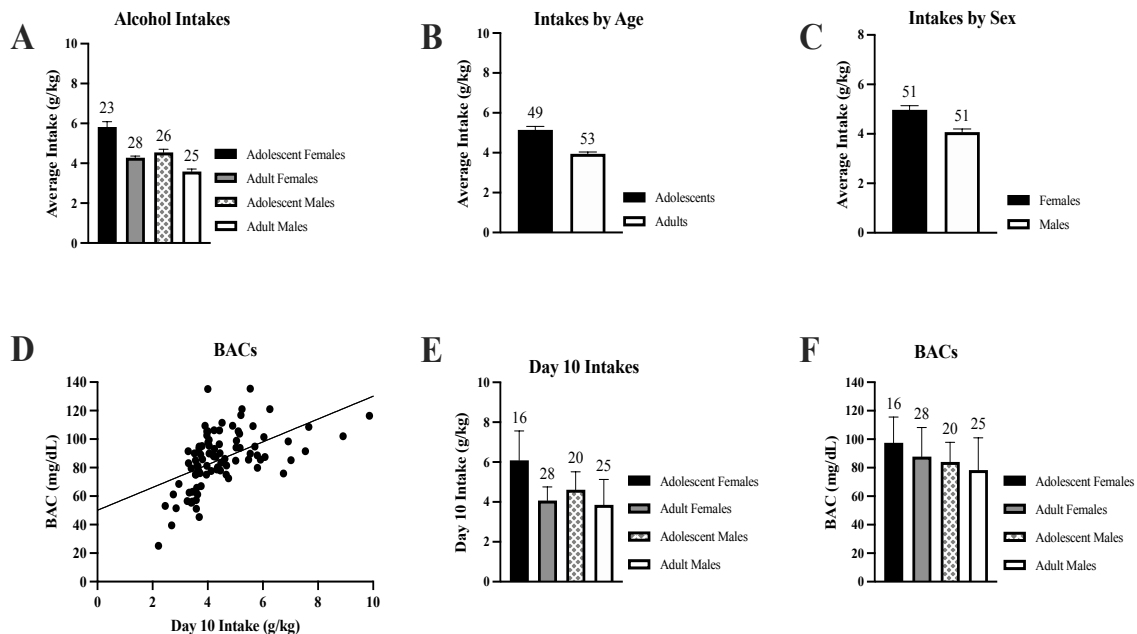 A
Alcohol Intakes
Average Intake (g/kg)
10
8
6
4
2
0
23
28
26
25
Adolescent Females
Adult Females
Adolescent Males
Adult Males
B
Intakes by Age
Average Intake (g/kg)
10
8
6
4
2
0
49
53
Adolescents
Adults
C
Intakes by Sex
Average Intake (g/kg)
8
6
4
2
0
51
51
Females
Males
D
BACs
BAC (mg/dL)
140
120
100
80
60
40
20
0
0 2 4 6 8 10
Day 10 Intake (g/kg)
E
Day 10 Intakes
Day 10 Intake (g/kg)
10
8
6
4
2
0
16
28
20
25
Adolescent Females
Adult Females
Adolescent Males
Adult Males
F
BACs
BAC (mg/dL)
140
120
100
80
60
40
20
0
16
28
20
25
Adolescent Females
Adult Females
Adolescent Males
Adult Males